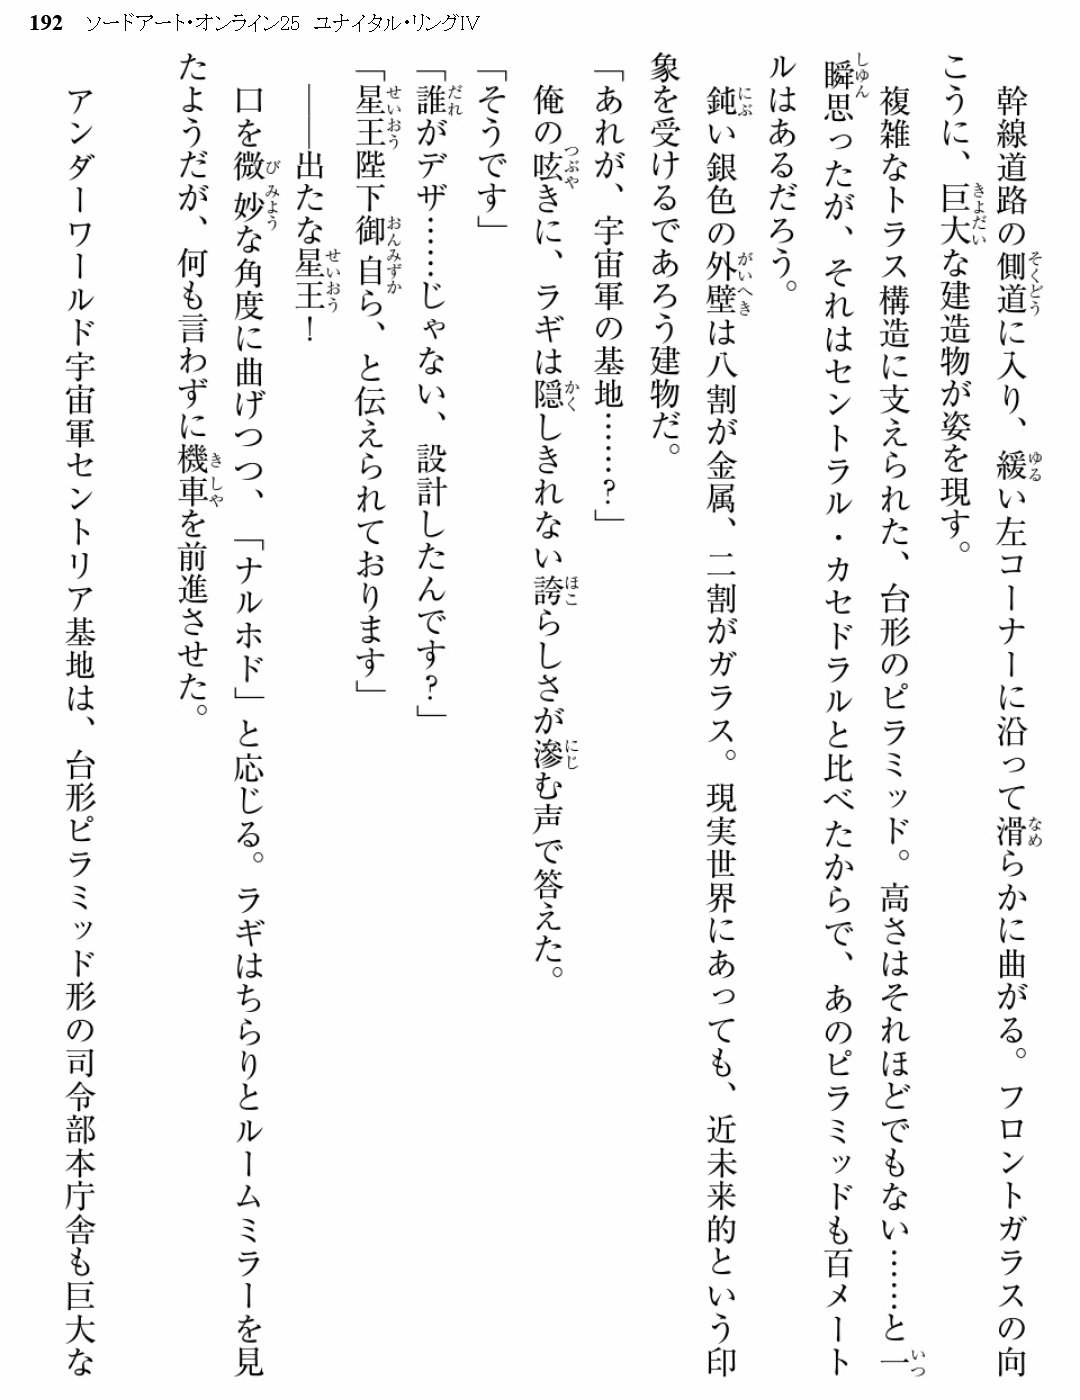 192 ソードアート・オンライン25 ユナイタル・リングIV
幹線道路の側道に入り、緩い左コーナーに沿って滑らかに曲がる。フロントガラスの向
こうに、巨大な建造物が姿を現す。
複雑なトラス構造に支えられた、台形のピラミッド。高さはそれほどでもない……と一
瞬思ったが、それはセントラル・カセドラルと比べたからで、あのピラミッドも百メート
ルはあるだろう。
鈍い銀色の外壁は八割が金属、二割がガラス。現実世界にあっても、近未来的という印
象を受けるであろう建物だ。
「あれが、宇宙軍の基地……？」
俺の呟きに、ラギは隠しきれない誇らしさが滲む声で答えた。
「そうです」
「誰がデザ……じゃない、設計したんです？」
「星王陛下御自ら、と伝えられております」
――出たな星王！
口を微妙な角度に曲げつつ、「ナルホド」と応じる。ラギはちらりとルームミラーを見
たようだが、何も言わずに機車を前進させた。
アンダーワールド宇宙軍セントリア基地は、台形ピラミッド形の司令部本庁舎も巨大な